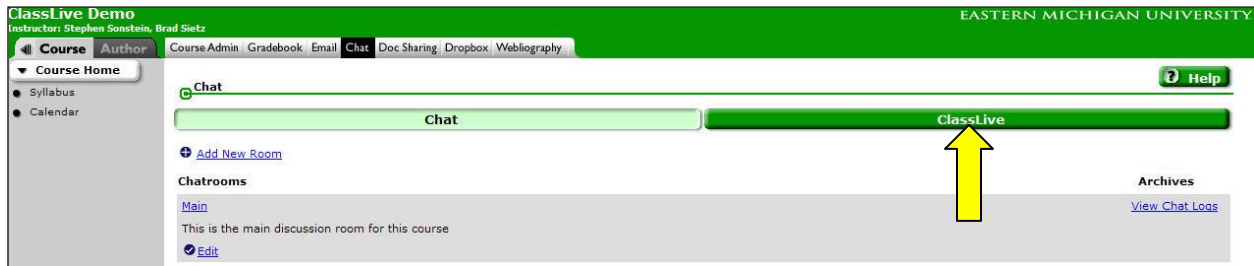 ClassLive Demo
EASTERN MICHIGAN UNIVERSITY
Instructor: Stephen Sonstein, Brad Sietz
Course Author Course Admin Gradebook Email Chat Doc Sharing Dropbox Webliography
Course Home
Syllabus
Calendar
Chat
? Help
Chat ClassLive
Add New Room
Chatrooms Archives
Main View Chat Logs
This is the main discussion room for this course
Edit